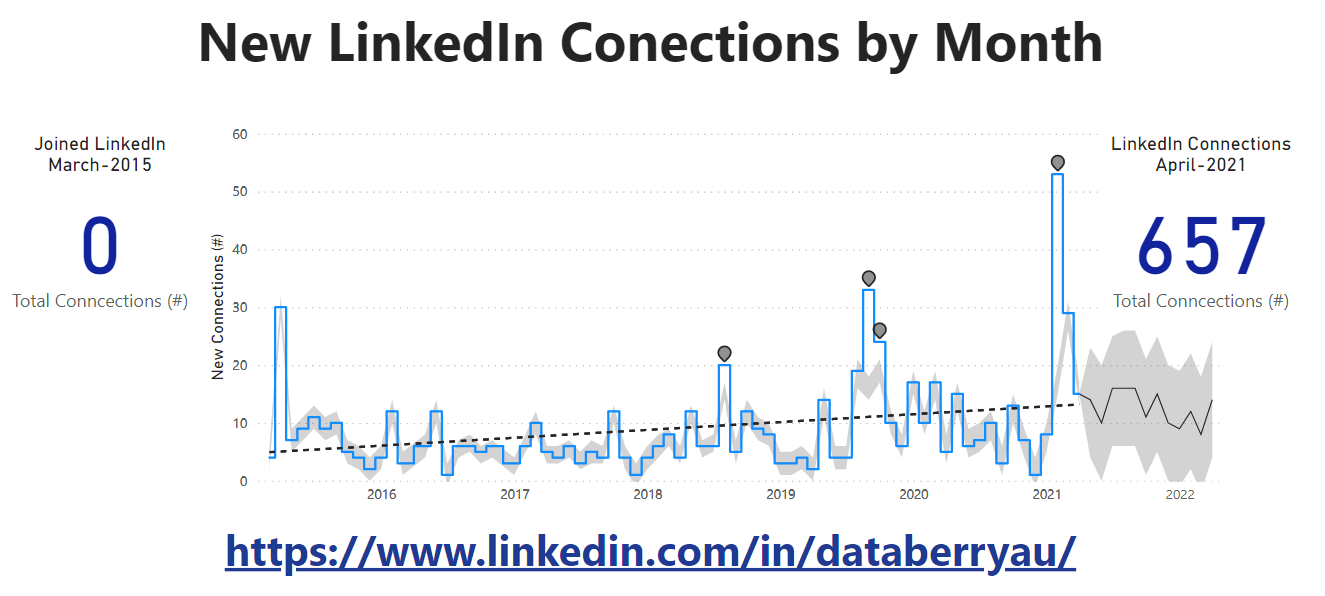 New LinkedIn Conections by Month
Joined LinkedIn
March-2015
0
Total Conncections (#)
New Connections (#)
60
50
40
30
20
10
0
2016 2017 2018 2019 2020 2021 2022
LinkedIn Connections
April-2021
657
Total Conncections (#)
https://www.linkedin.com/in/databerryau/